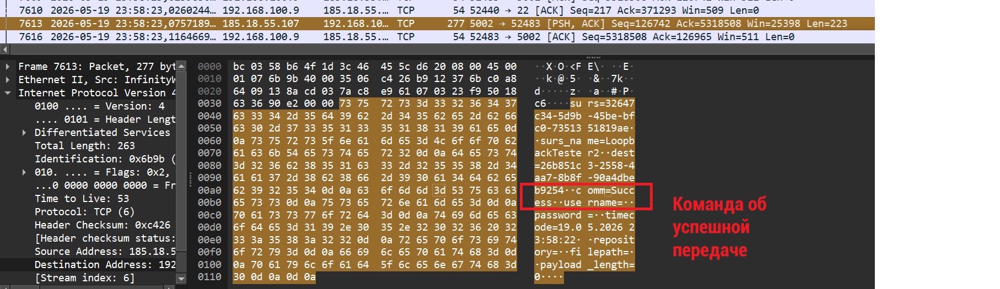 7610 2026-05-19 23:58:23,0260244… 192.168.100.9 185.18.55.… TCP 54 52440 → 22 [ACK] Seq=217 Ack=371293 Win=509 Len=0
7613 2026-05-19 23:58:23,0757189… 185.18.55.107 192.168.10… TCP 277 5002 → 52483 [PSH, ACK] Seq=126742 Ack=5318508 Win=25398 Len=223
7616 2026-05-19 23:58:23,1164669… 192.168.100.9 185.18.55.… TCP 54 52483 → 5002 [ACK] Seq=5318508 Ack=126965 Win=511 Len=0
Frame 7613: Packet, 277 byt
Ethernet II, Src: InfinityW
Internet Protocol Version 4
0100 .... = Version: 4
.... 0101 = Header Lengt
Differentiated Services
Total Length: 263
Identification: 0x6b9b (
010. .... = Flags: 0x2,
...0 0000 0000 0000 = Fr
Time to Live: 53
Protocol: TCP (6)
Header Checksum: 0xc426
[Header checksum status:
Source Address: 185.18.5
Destination Address: 192
[Stream index: 6]
0000 bc 03 58 b6 4f 1d 3c 46 45 5c d6 20 08 00 45 00 ··X·O·<F E\· ··E·
0010 01 07 6b 9b 40 00 35 06 c4 26 b9 12 37 6b c0 a8 ··k·@·5· ·&··7k··
0020 64 09 13 8a cd 03 7a c8 e9 61 07 03 23 f9 50 18 d·····z· ·a··#·P·
0030 63 36 90 e2 00 00 73 75 72 73 3d 33 32 36 34 37 c6····su rs=32647
0040 63 33 34 2d 35 64 39 62 2d 34 35 62 65 2d 62 66 c34-5d9b -45be-bf
0050 63 30 2d 37 33 35 31 33 35 31 38 31 39 61 65 0d c0-73513 51819ae·
0060 0a 73 75 72 73 5f 6e 61 6d 65 3d 4c 6f 6f 70 62 ·surs_na me=Loopb
0070 61 63 6b 54 65 73 74 65 72 32 0d 0a 64 65 73 74 ackTeste r2··dest
0080 3d 32 36 62 38 35 31 63 33 2d 32 35 35 38 2d 34 =26b851c 3-2558-4
0090 61 61 37 2d 38 62 38 66 2d 39 30 61 34 64 62 65 aa7-8b8f -90a4dbe
00a0 62 39 32 35 34 0d 0a 63 6f 6d 6d 3d 53 75 63 63 b9254··c omm=Succ
00b0 65 73 73 0d 0a 75 73 65 72 6e 61 6d 65 3d 0d 0a ess··use rname=··
00c0 70 61 73 73 77 6f 72 64 3d 0d 0a 74 69 6d 65 63 password =··timec
00d0 6f 64 65 3d 31 39 2e 30 35 2e 32 30 32 36 20 32 ode=19.0 5.2026 2
00e0 33 3a 35 38 3a 32 32 0d 0a 72 65 70 6f 73 69 74 3:58:22· ·reposit
00f0 6f 72 79 3d 0d 0a 66 69 6c 65 70 61 74 68 3d 0d ory=··fi lepath=·
0100 0a 70 61 79 6c 6f 61 64 5f 6c 65 6e 67 74 68 3d ·payload _length=
0110 30 0d 0a 0d 0a 0····
Команда об
успешной
передаче